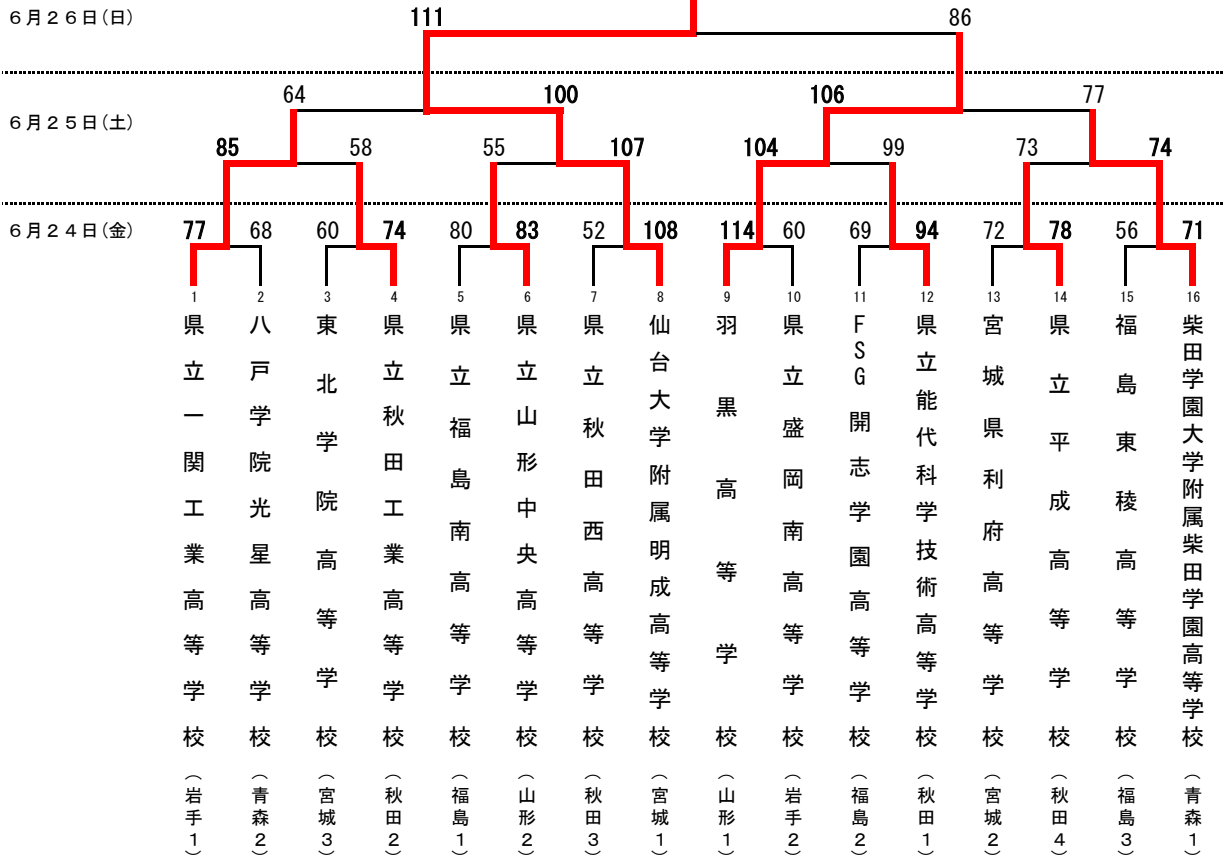 ６月２６日(日)
111
86
64
100
106
77
６月２５日(土)
85
58
55
107
104
99
73
74
６月２４日(金)
77
68
60
74
80
83
52
108
114
60
69
94
72
78
56
71
1
2
3
4
5
6
7
8
9
10
11
12
13
14
15
16
県立一関工業高等学校
八戸学院光星高等学校
東北学院高等学校
県立秋田工業高等学校
県立福島南高等学校
県立山形中央高等学校
県立秋田西高等学校
仙台大学附属明成高等学校
羽黒高等学校
県立盛岡南高等学校
FSG開志学園高等学校
県立能代科学技術高等学校
宮城県利府高等学校
県立平成高等学校
福島東稜高等学校
柴田学園大学附属柴田学園高等学校
（岩手１）
（青森２）
（宮城３）
（秋田２）
（福島１）
（山形２）
（秋田３）
（宮城１）
（山形１）
（岩手２）
（福島２）
（秋田１）
（宮城２）
（秋田４）
（福島３）
（青森１）